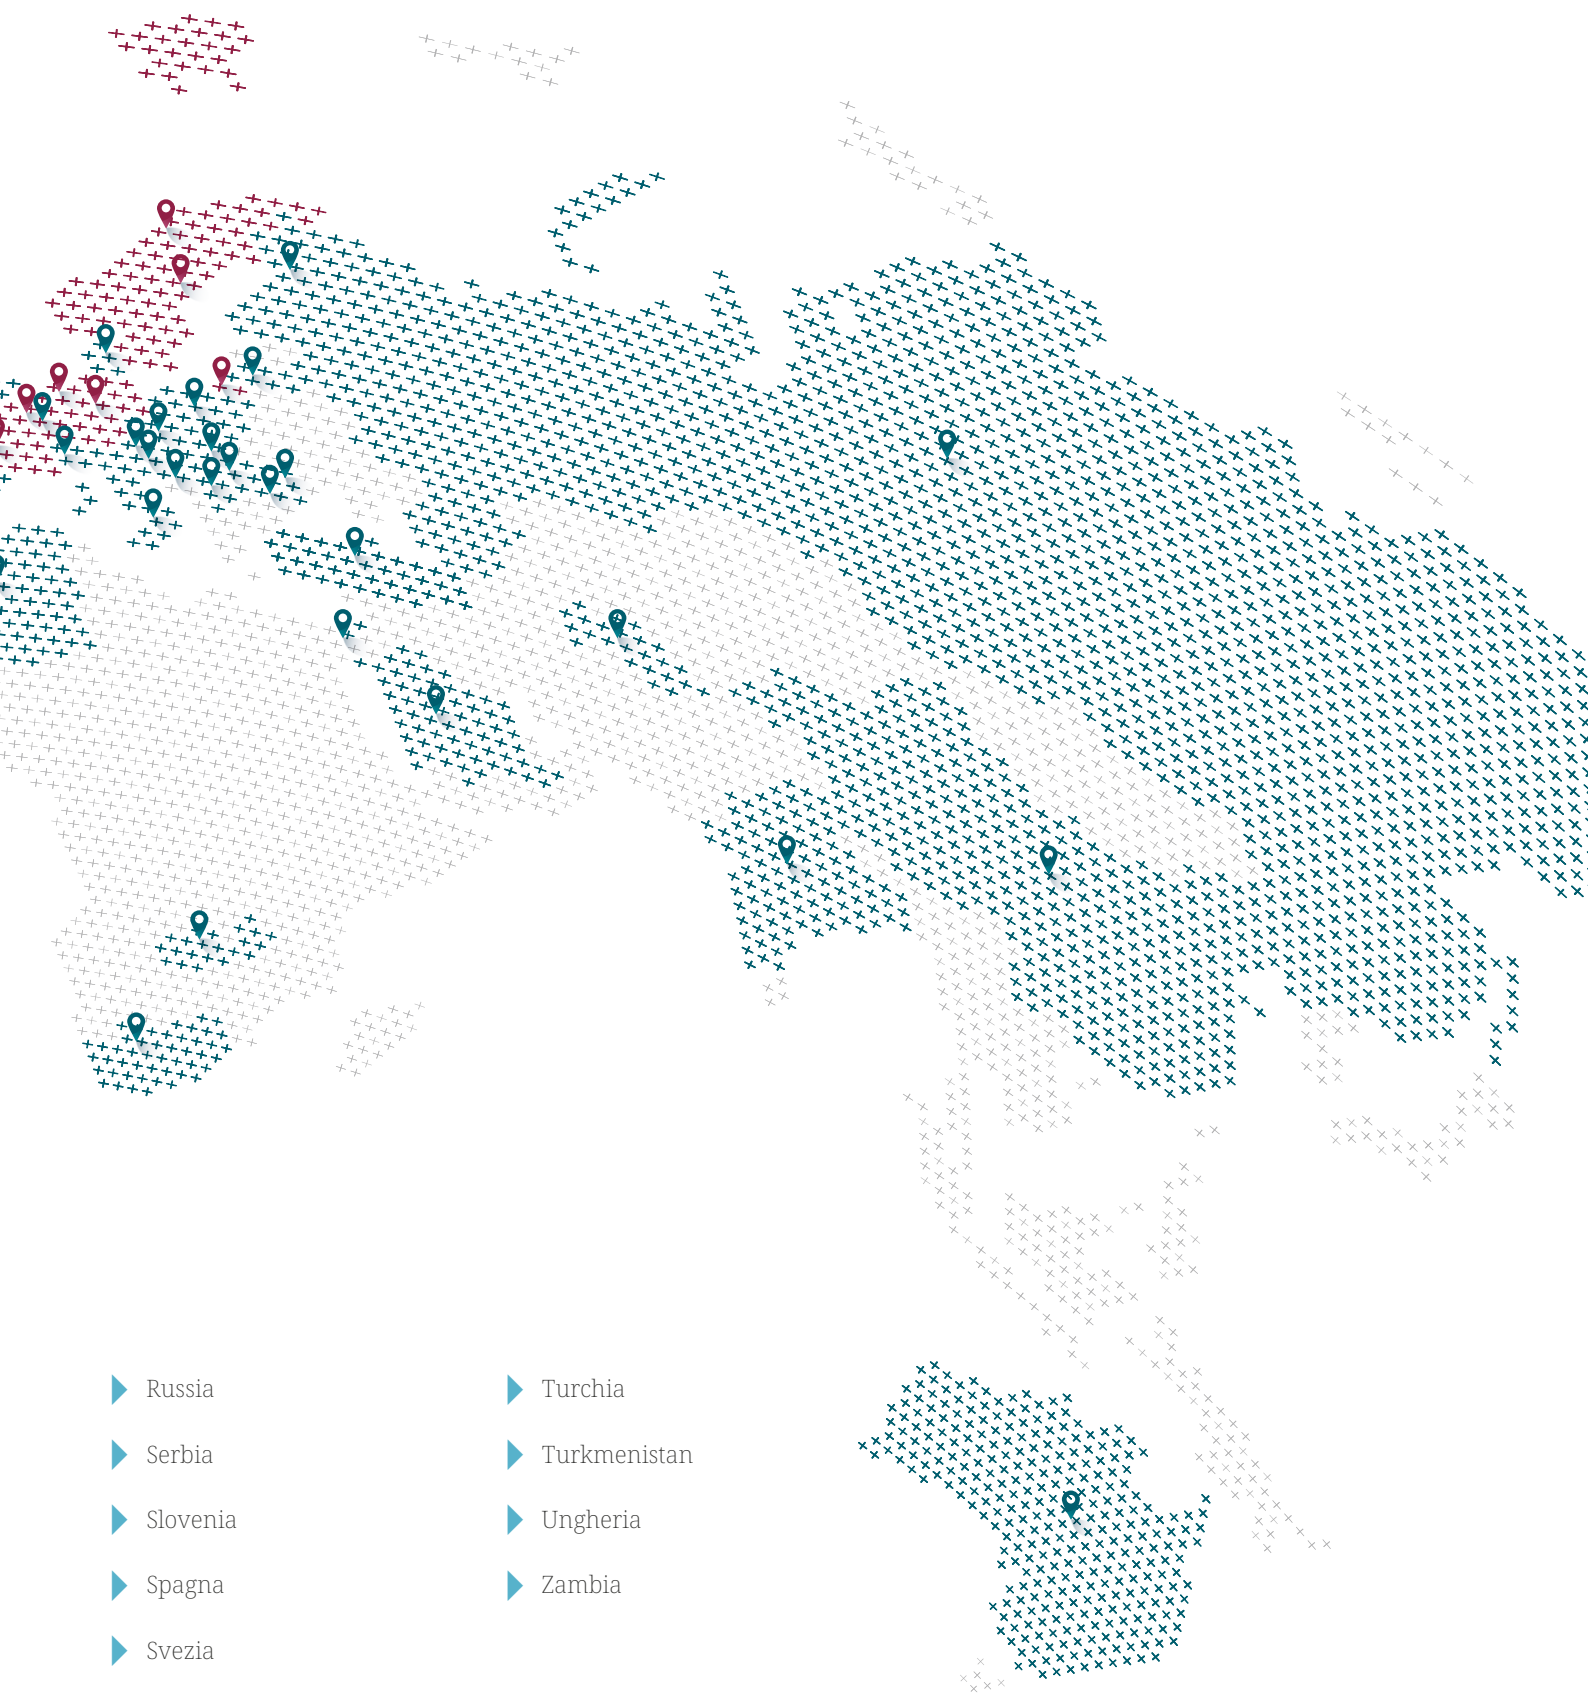 Russia
Serbia
Slovenia
Spagna
Svezia
Turchia
Turkmenistan
Ungheria
Zambia